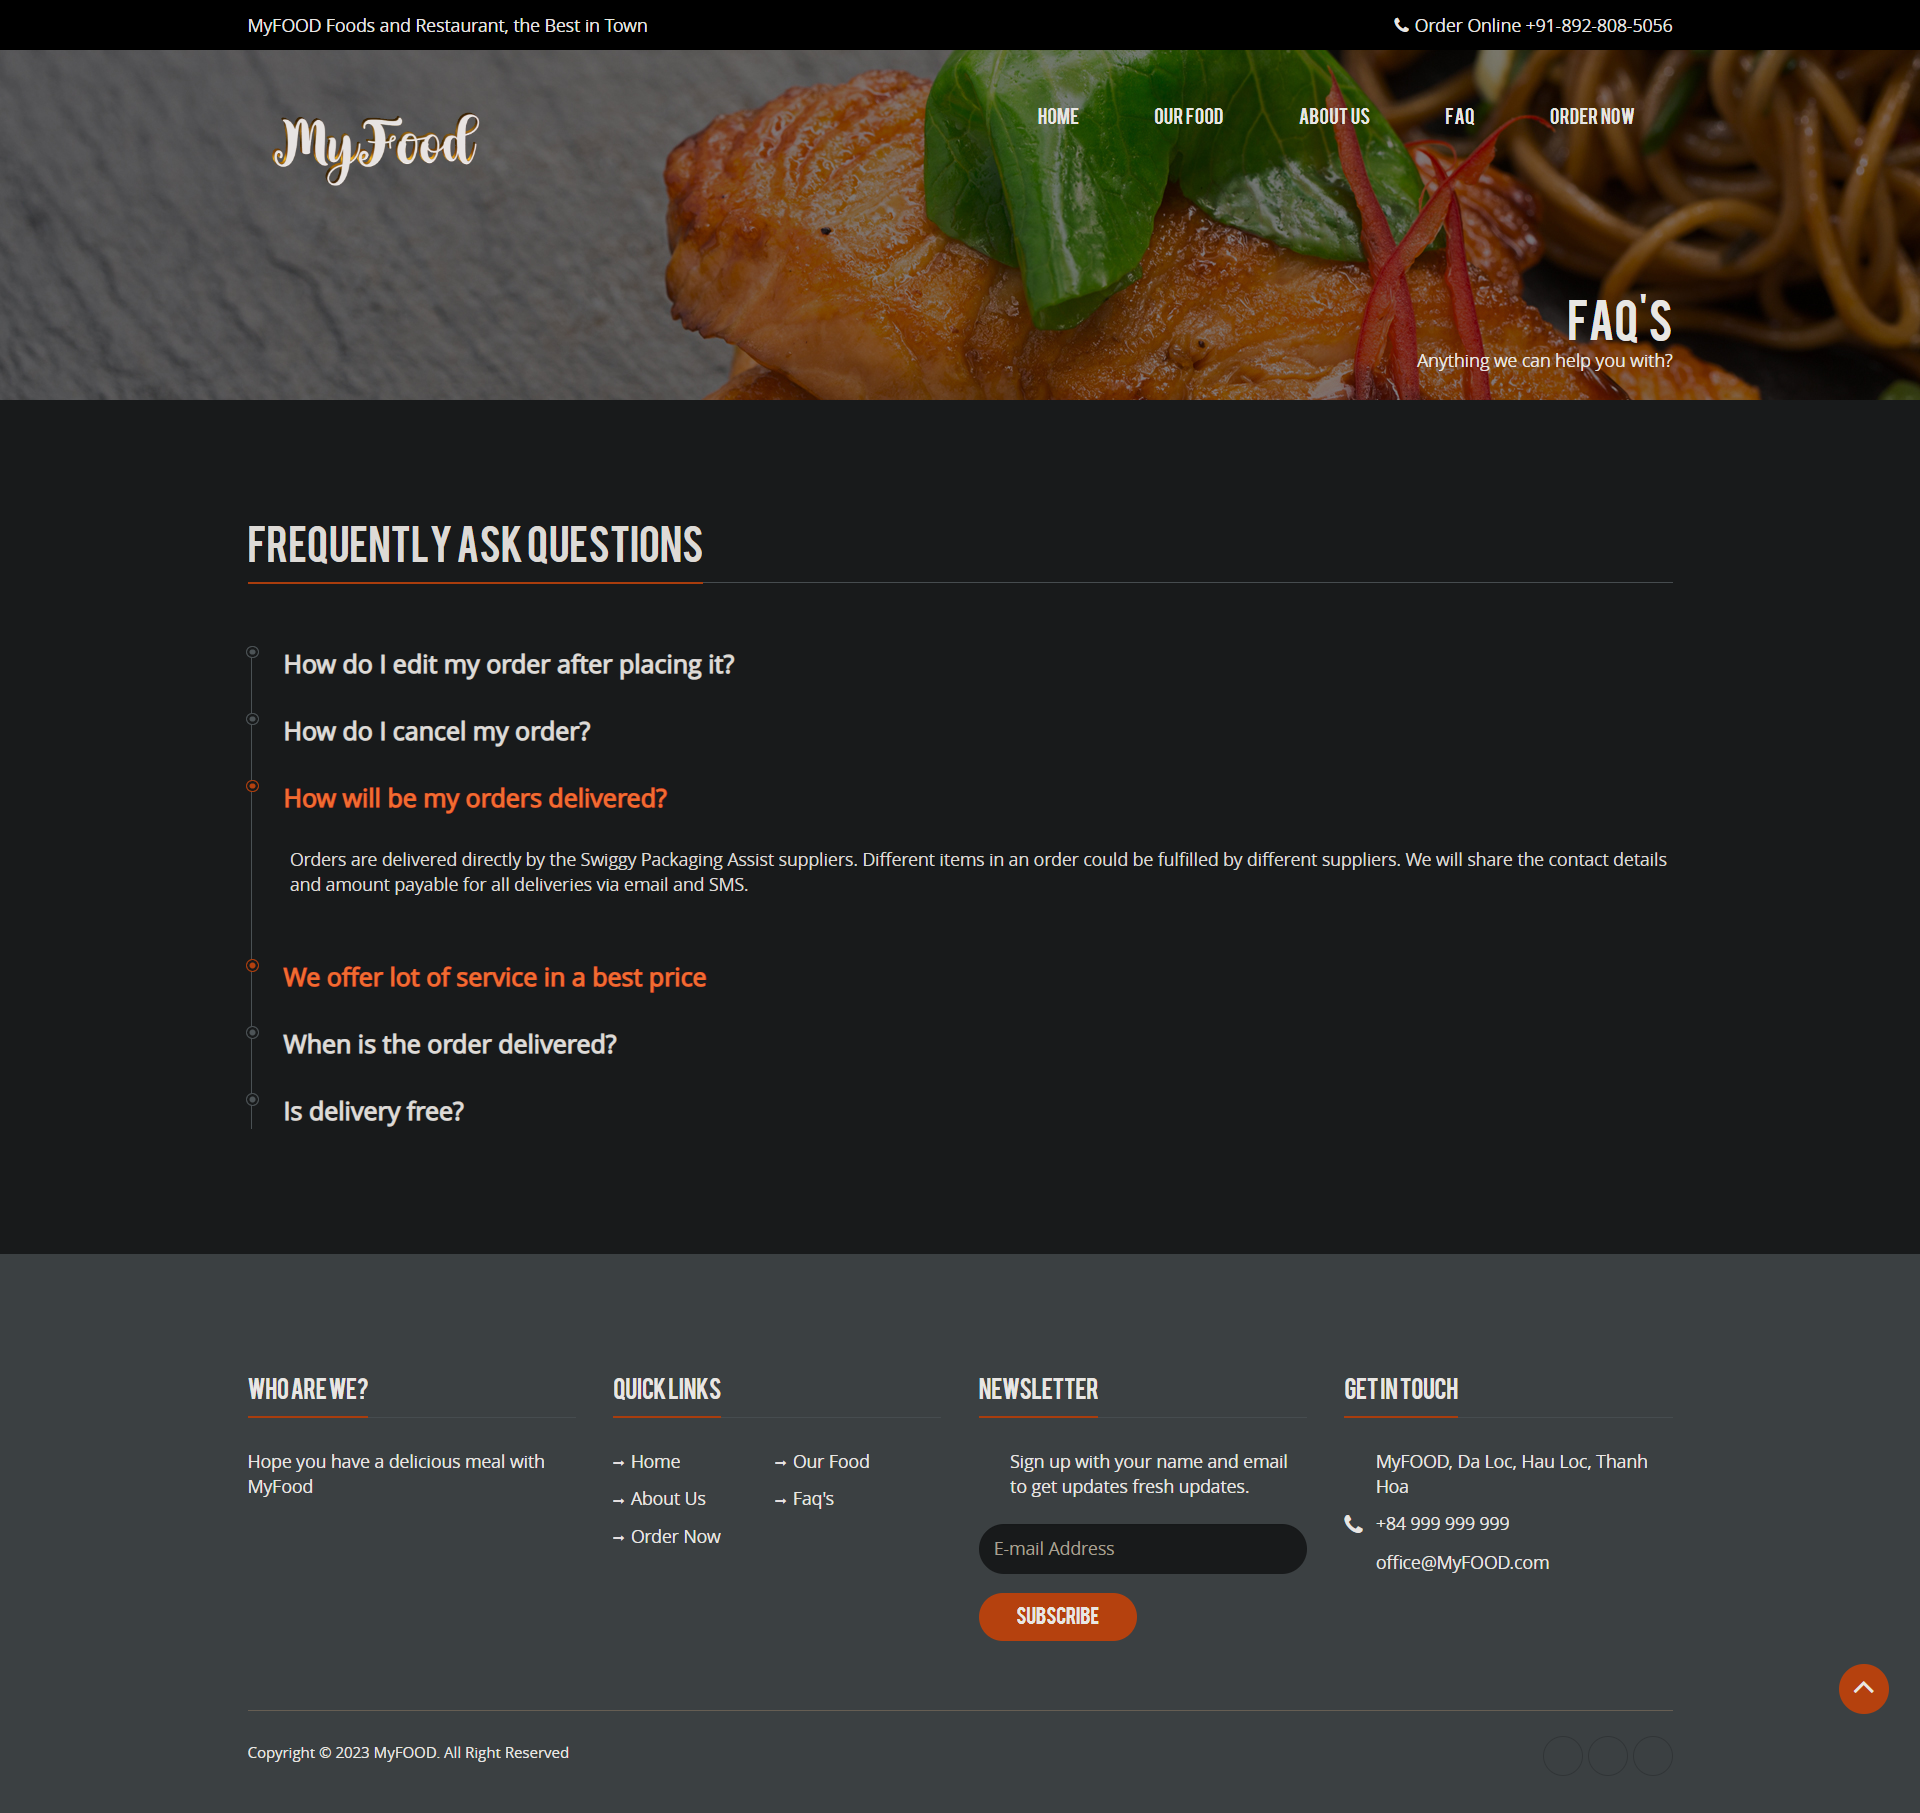 MyFOOD Foods and Restaurant, the Best in Town
Order Online +91-892-808-5056
MyFood
HOME
OUR FOOD
ABOUT US
FAQ
ORDER NOW
FAQ'S
Anything we can help you with?
FREQUENTLY ASK QUESTIONS
How do I edit my order after placing it?
How do I cancel my order?
How will be my orders delivered?
Orders are delivered directly by the Swiggy Packaging Assist suppliers. Different items in an order could be fulfilled by different suppliers. We will share the contact details
and amount payable for all deliveries via email and SMS.
We offer lot of service in a best price
When is the order delivered?
Is delivery free?
WHO ARE WE?
Hope you have a delicious meal with
MyFood
QUICK LINKS
Home
Our Food
About Us
Faq's
Order Now
NEWSLETTER
Sign up with your name and email
to get updates fresh updates.
E-mail Address
SUBSCRIBE
GET IN TOUCH
MyFOOD, Da Loc, Hau Loc, Thanh
Hoa
+84 999 999 999
office@MyFOOD.com
Copyright © 2023 MyFOOD. All Right Reserved